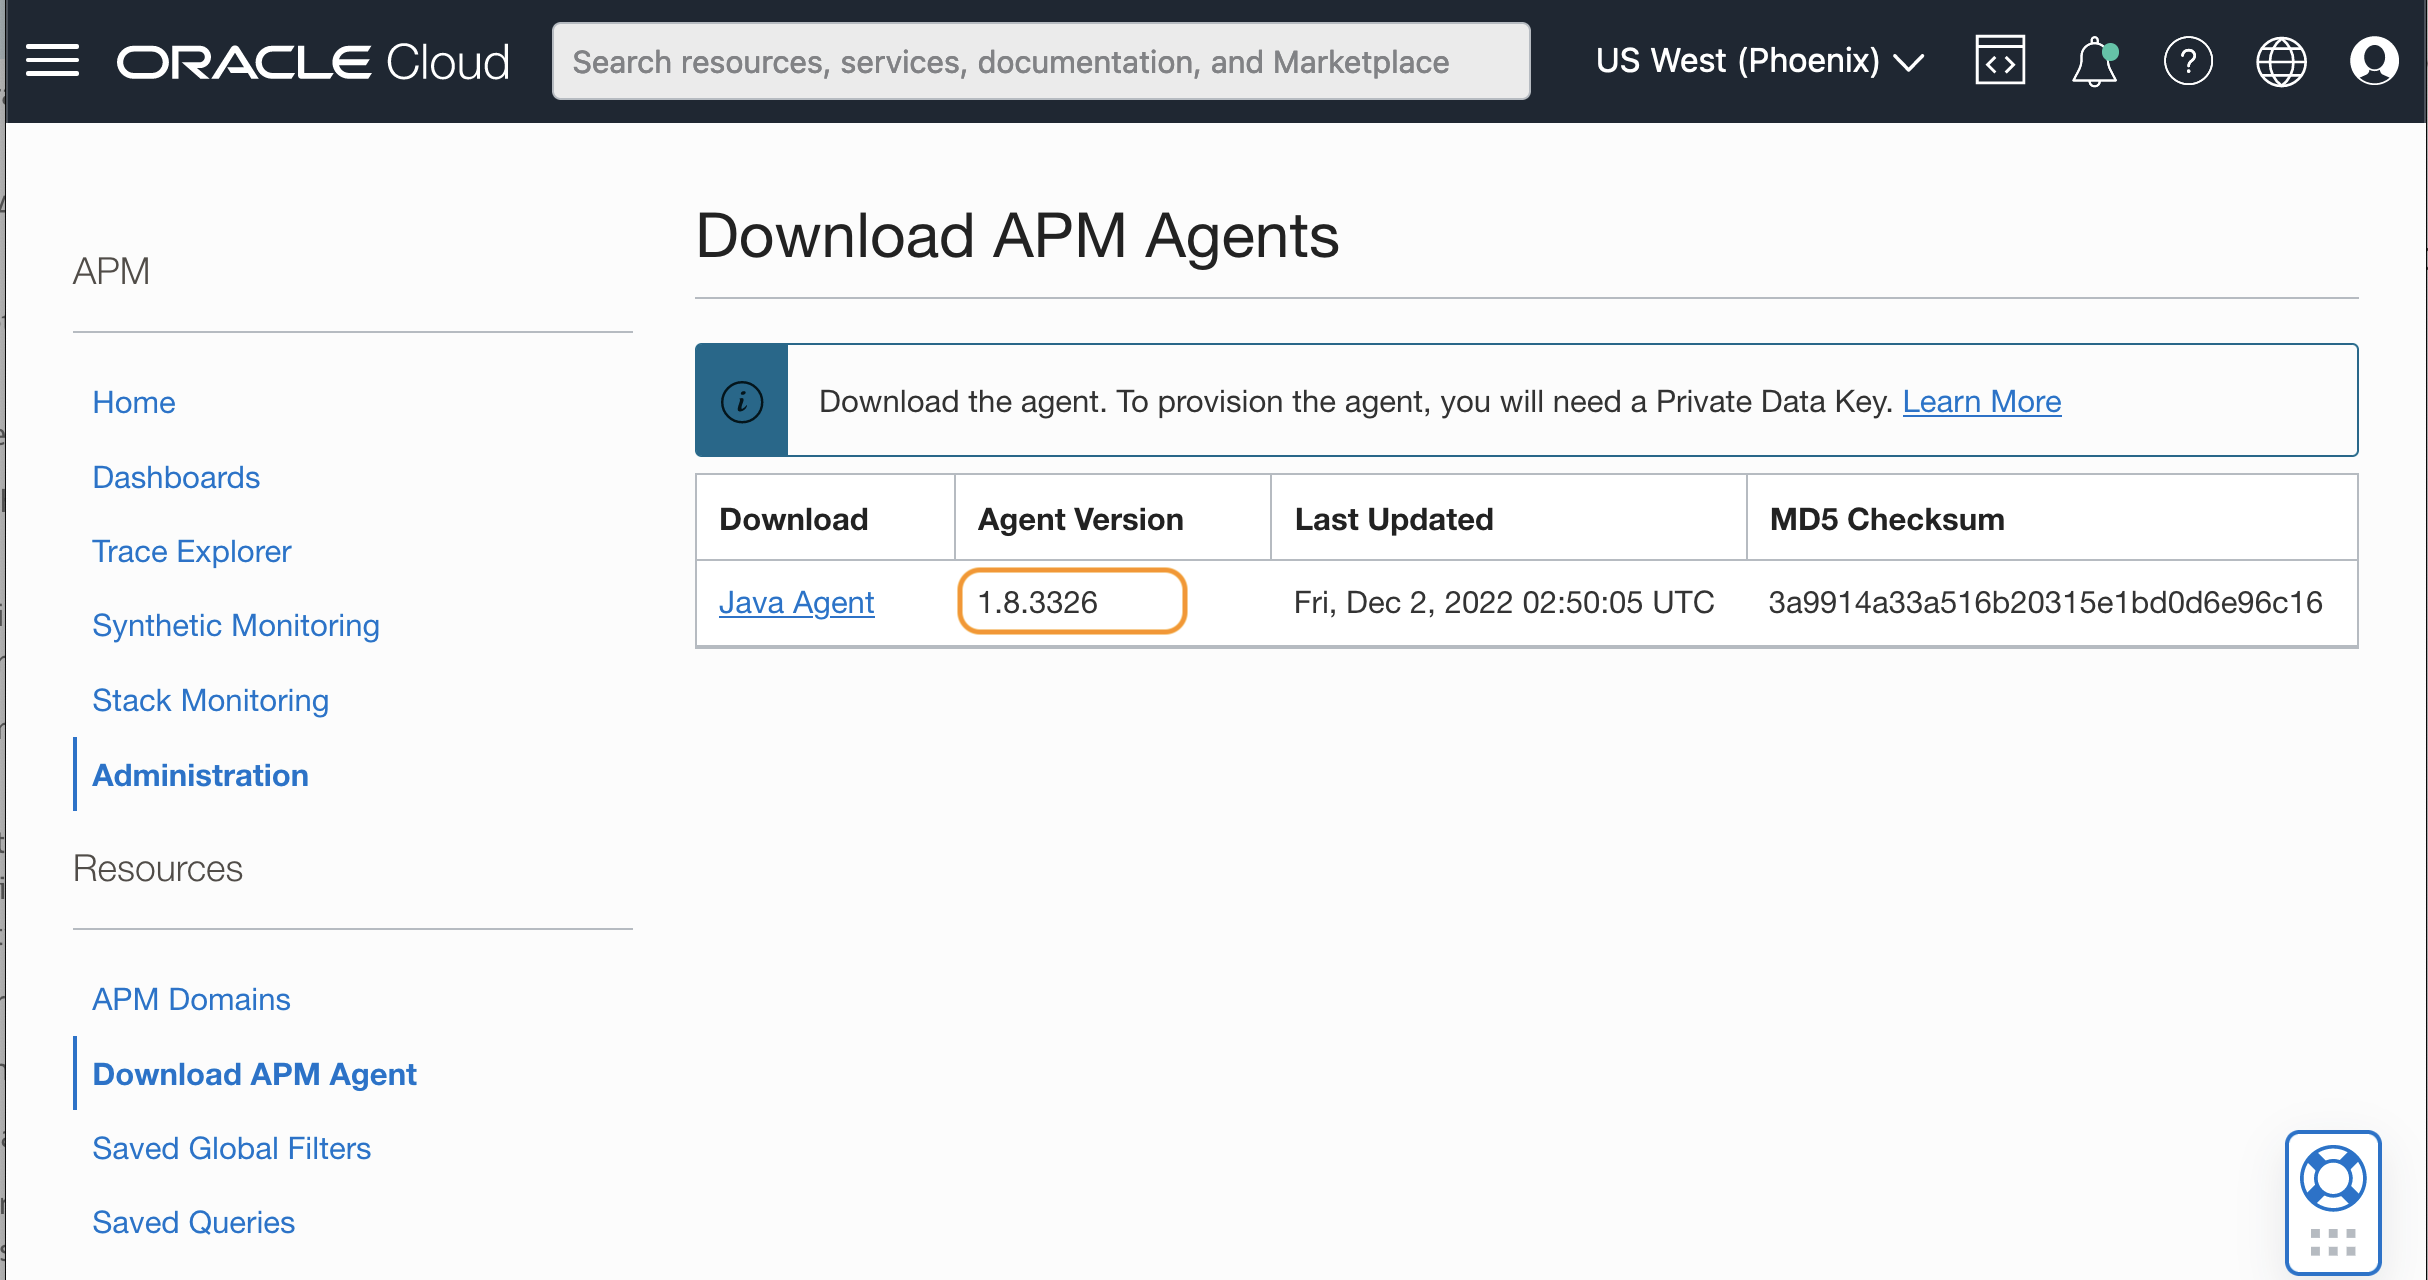 ORACLE Cloud
Search resources, services, documentation, and Marketplace
US West (Phoenix)
APM
Home
Dashboards
Trace Explorer
Synthetic Monitoring
Stack Monitoring
Administration
Resources
APM Domains
Download APM Agent
Saved Global Filters
Saved Queries
Download APM Agents
Download the agent. To provision the agent, you will need a Private Data Key. Learn More
Download Agent Version Last Updated MD5 Checksum
Java Agent 1.8.3326 Fri, Dec 2, 2022 02:50:05 UTC 3a9914a33a516b20315e1bd0d6e96c16